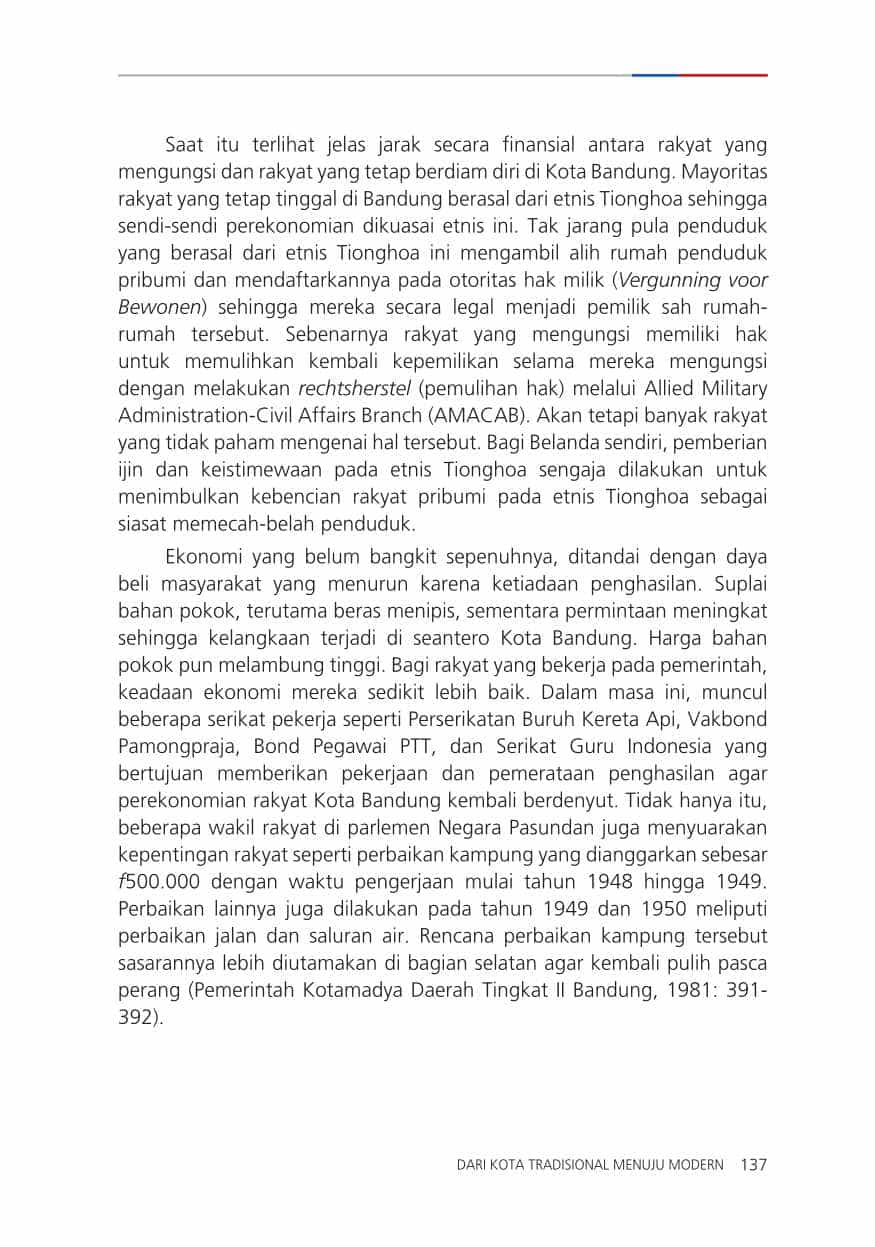 Saat itu terlihat jelas jarak secara finansial antara rakyat yang
mengungsi dan rakyat yang tetap berdiam diri di Kota Bandung. Mayoritas
rakyat yang tetap tinggal di Bandung berasal dari etnis Tionghoa sehingga
sendi-sendi perekonomian dikuasai etnis ini. Tak jarang pula penduduk
yang berasal dari etnis Tionghoa ini mengambil alih rumah penduduk
pribumi dan mendaftarkannya pada otoritas hak milik (Vergunning voor
Bewonen) sehingga mereka secara legal menjadi pemilik sah rumah-
rumah tersebut. Sebenarnya rakyat yang mengungsi memiliki hak
untuk memulihkan kembali kepemilikan selama mereka mengungsi
dengan melakukan rechtsherstel (pemulihan hak) melalui Allied Military
Administration-Civil Affairs Branch (AMACAB). Akan tetapi banyak rakyat
yang tidak paham mengenai hal tersebut. Bagi Belanda sendiri, pemberian
ijin dan keistimewaan pada etnis Tionghoa sengaja dilakukan untuk
menimbulkan kebencian rakyat pribumi pada etnis Tionghoa sebagai
siasat memecah-belah penduduk.
Ekonomi yang belum bangkit sepenuhnya, ditandai dengan daya
beli masyarakat yang menurun karena ketiadaan penghasilan. Suplai
bahan pokok, terutama beras menipis, sementara permintaan meningkat
sehingga kelangkaan terjadi di seantero Kota Bandung. Harga bahan
pokok pun melambung tinggi. Bagi rakyat yang bekerja pada pemerintah,
keadaan ekonomi mereka sedikit lebih baik. Dalam masa ini, muncul
beberapa serikat pekerja seperti Perserikatan Buruh Kereta Api, Vakbond
Pamongpraja, Bond Pegawai PTT, dan Serikat Guru Indonesia yang
bertujuan memberikan pekerjaan dan pemerataan penghasilan agar
perekonomian rakyat Kota Bandung kembali berdenyut. Tidak hanya itu,
beberapa wakil rakyat di parlemen Negara Pasundan juga menyuarakan
kepentingan rakyat seperti perbaikan kampung yang dianggarkan sebesar
f500.000 dengan waktu pengerjaan mulai tahun 1948 hingga 1949.
Perbaikan lainnya juga dilakukan pada tahun 1949 dan 1950 meliputi
perbaikan jalan dan saluran air. Rencana perbaikan kampung tersebut
sasarannya lebih diutamakan di bagian selatan agar kembali pulih pasca
perang (Pemerintah Kotamadya Daerah Tingkat II Bandung, 1981: 391-
392).
DARI KOTA TRADISIONAL MENUJU MODERN 137